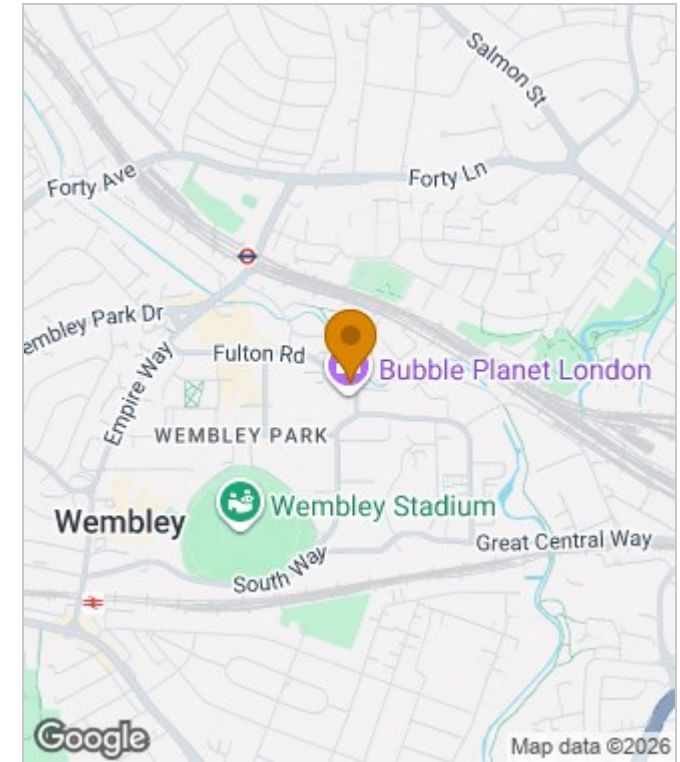 Salmon St
Forty Ave
Forty Ln
embley Park Dr
Fulton Rd
Bubble Planet London
Empire Way
WEMBLEY PARK
Wembley Stadium
Wembley
Great Central Way
South Way
Google
Map data ©2026